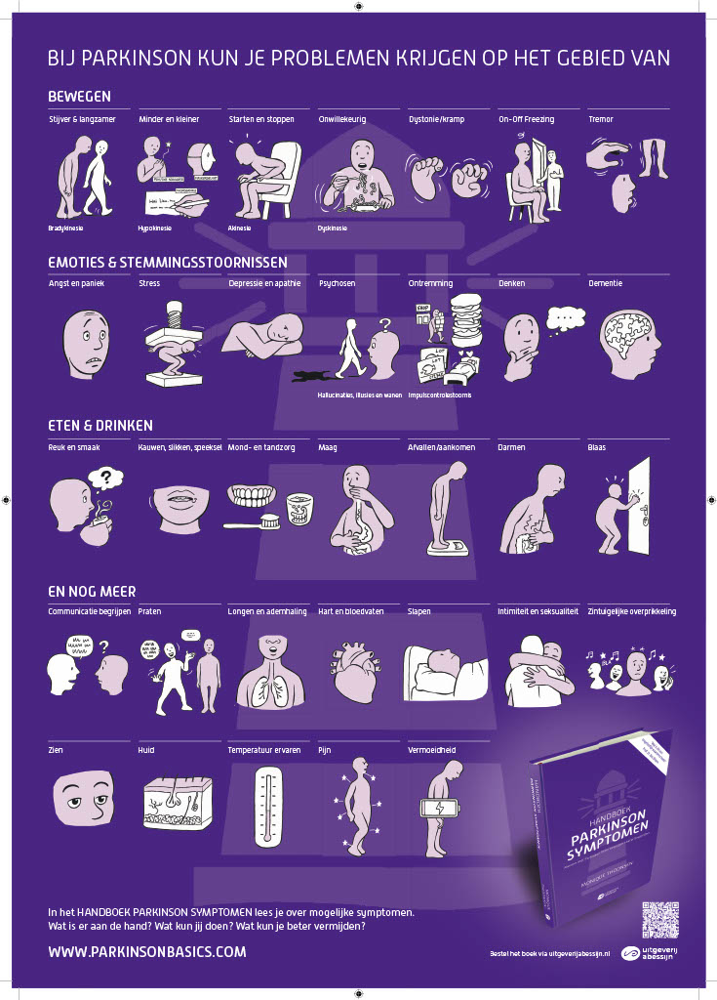 BIJ PARKINSON KUN JE PROBLEMEN KRIJGEN OP HET GEBIED VAN
BEWEGEN
Stijver & langzamer
Minder en kleiner
Starten en stoppen
Onwillekeurig
Dystonie/kramp
On-Off Freezing
Tremor
Bradykinesie
Hypokinesie
Akinesie
Dyskinesie
EMOTIES & STEMMINGSSTOORNISSEN
Angst en paniek
Stress
Depressie en apathie
Psychosen
Ontremming
Denken
Dementie
?
SHOP
LOT
LOT
Hallucinaties, illusies en wanen
Impulscontrolestoornis
ETEN & DRINKEN
Reuk en smaak
Kauwen, slikken, speeksel
Mond- en tandzorg
Maag
Afvallen/aankomen
Darmen
Blaas
?
EN NOG MEER
Communicatie begrijpen
Praten
Longen en ademhaling
Hart en bloedvaten
Slapen
Intimiteit en seksualiteit
Zintuigelijke overprikkeling
?
BLA
Zien
Huid
Temperatuur ervaren
Pijn
Vermoeidheid
HANDBOEK
PARKINSON
SYMPTOMEN
In het HANDBOEK PARKINSON SYMPTOMEN lees je over mogelijke symptomen.
Wat is er aan de hand? Wat kun jij doen? Wat kun je beter vermijden?
WWW.PARKINSONBASICS.COM
Bestel het boek via uitgeverijabessijn.nl
uitgeverij
abessijn